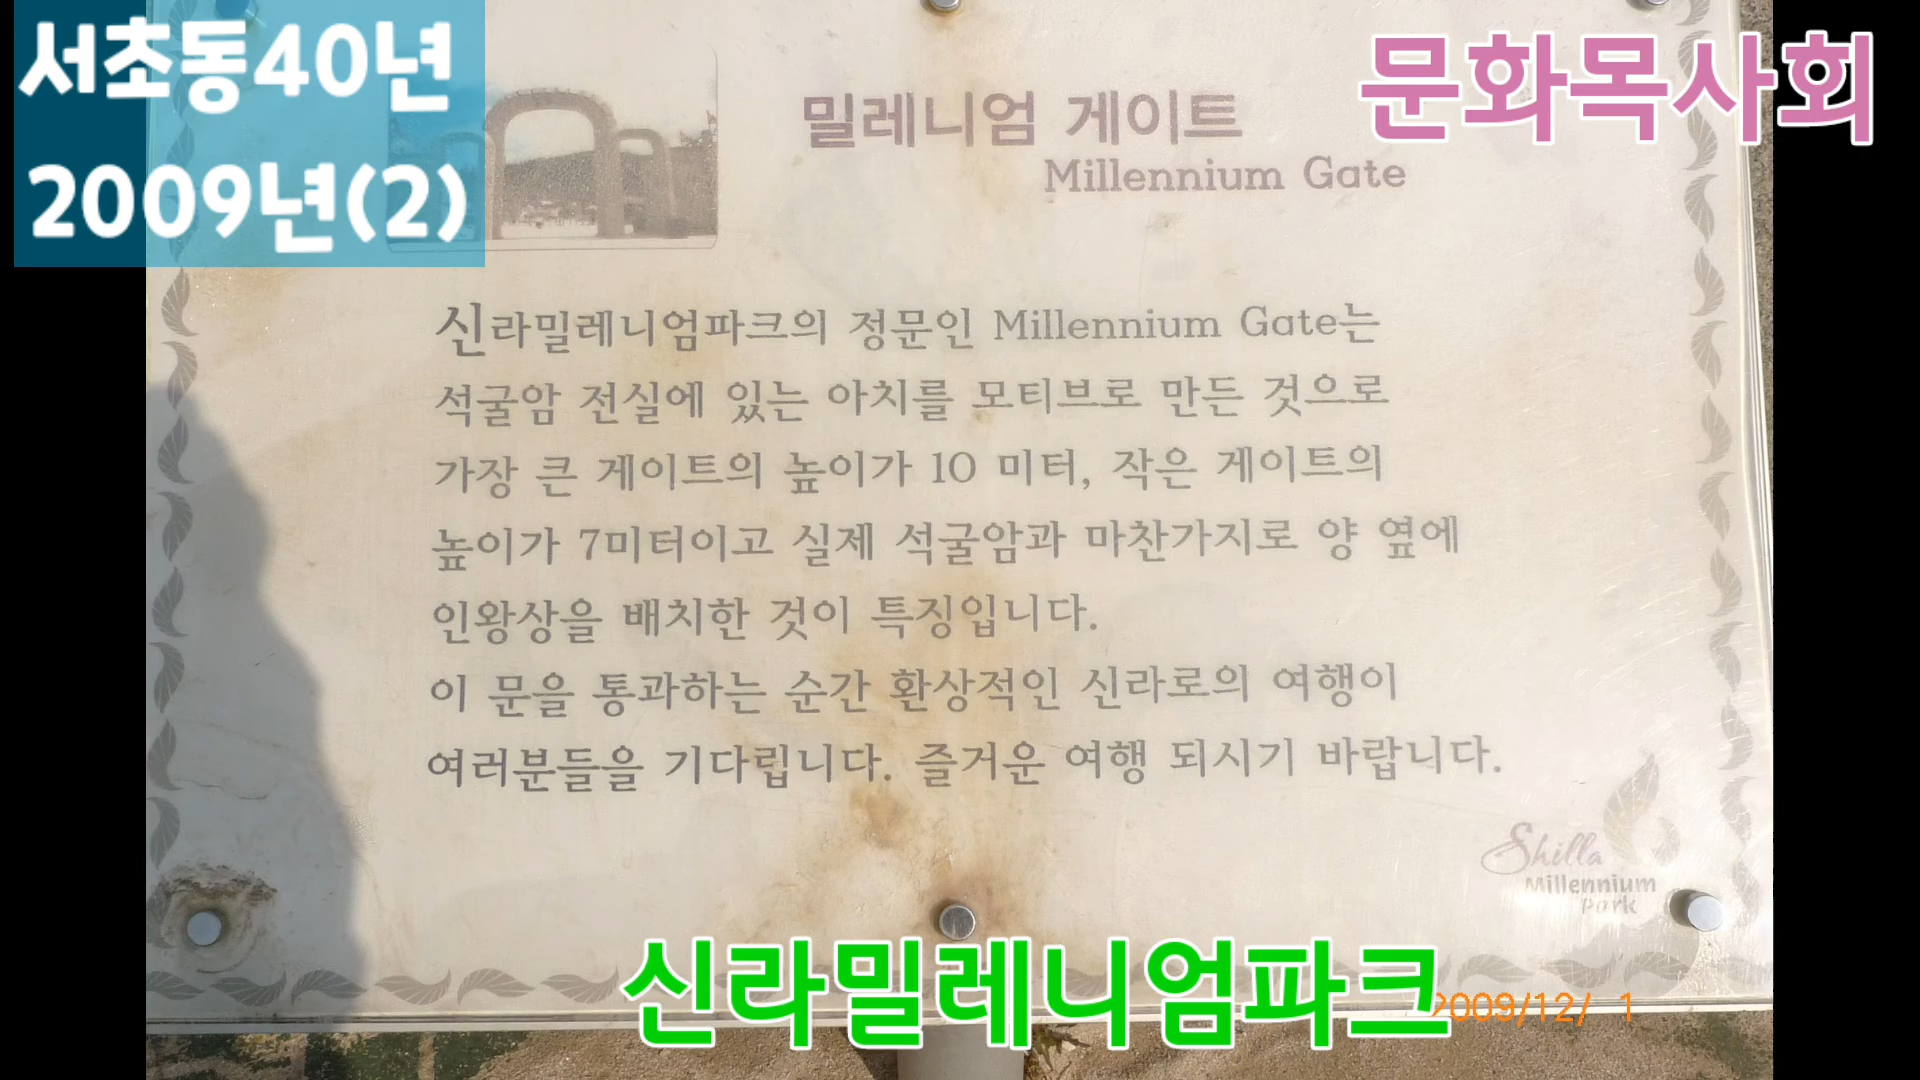 서초동40년
2009년(2)
문화목사회
밀레니엄 게이트
Millennium Gate
신라밀레니엄파크의 정문인 Millennium Gate는
석굴암 전실에 있는 아치를 모티브로 만든 것으로
가장 큰 게이트의 높이가 10 미터, 작은 게이트의
높이가 7미터이고 실제 석굴암과 마찬가지로 양 옆에
인왕상을 배치한 것이 특징입니다.
이 문을 통과하는 순간 환상적인 신라로의 여행이
여러분들을 기다립니다. 즐거운 여행 되시기 바랍니다.
Shilla
Millennium
Park
신라밀레니엄파크
2009/12/ 1